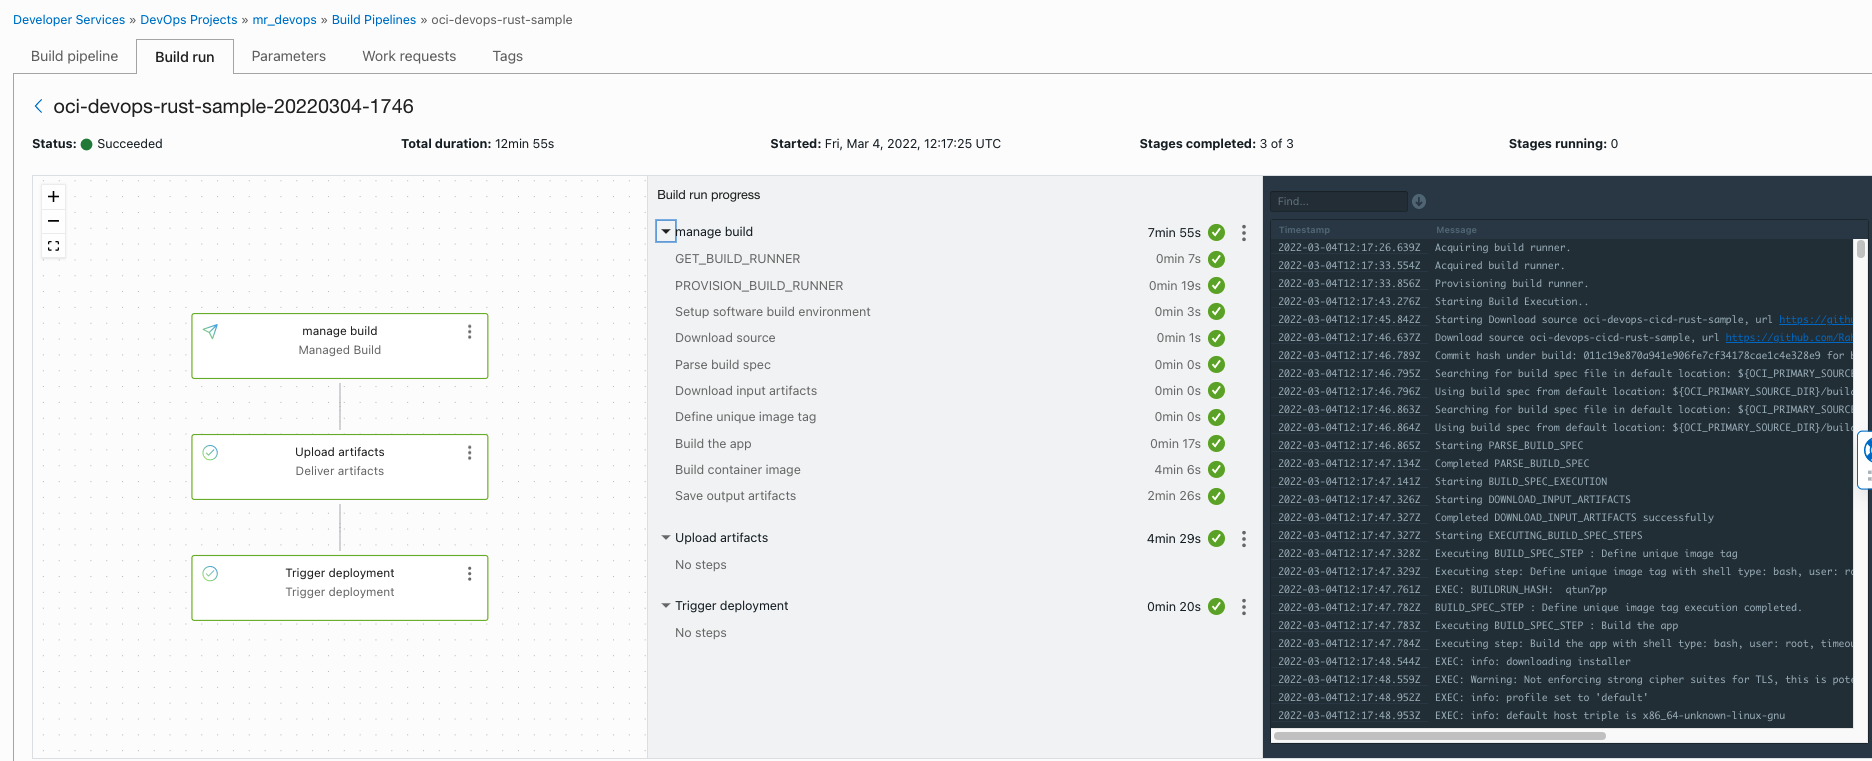 Developer Services » DevOps Projects » mr_devops » Build Pipelines » oci-devops-rust-sample
Build pipeline Build run Parameters Work requests Tags
oci-devops-rust-sample-20220304-1746
Status: Succeeded Total duration: 12min 55s Started: Fri, Mar 4, 2022, 12:17:25 UTC Stages completed: 3 of 3 Stages running: 0
manage build
Managed Build
Upload artifacts
Deliver artifacts
Trigger deployment
Trigger deployment
Build run progress
manage build 7min 55s
GET_BUILD_RUNNER 0min 7s
PROVISION_BUILD_RUNNER 0min 19s
Setup software build environment 0min 3s
Download source 0min 1s
Parse build spec 0min 0s
Download input artifacts 0min 0s
Define unique image tag 0min 0s
Build the app 0min 17s
Build container image 4min 6s
Save output artifacts 2min 26s
Upload artifacts 4min 29s
No steps
Trigger deployment 0min 20s
No steps
Find...
Timestamp Message
2022-03-04T12:17:26.639Z Acquiring build runner.
2022-03-04T12:17:33.554Z Acquired build runner.
2022-03-04T12:17:33.856Z Provisioning build runner.
2022-03-04T12:17:43.276Z Starting Build Execution..
2022-03-04T12:17:45.842Z Starting Download source oci-devops-cicd-rust-sample, url https://gith
2022-03-04T12:17:46.637Z Download source oci-devops-cicd-rust-sample, url https://github.com/Ra
2022-03-04T12:17:46.789Z Commit hash under build: 011c19e870a941e906fe7cf34178cae1c4e328e9 for
2022-03-04T12:17:46.795Z Searching for build spec file in default location: ${OCI_PRIMARY_SOURCE
2022-03-04T12:17:46.796Z Using build spec from default location: ${OCI_PRIMARY_SOURCE_DIR}/build
2022-03-04T12:17:46.863Z Searching for build spec file in default location: ${OCI_PRIMARY_SOURCE
2022-03-04T12:17:46.864Z Using build spec from default location: ${OCI_PRIMARY_SOURCE_DIR}/build
2022-03-04T12:17:46.865Z Starting PARSE_BUILD_SPEC
2022-03-04T12:17:47.134Z Completed PARSE_BUILD_SPEC
2022-03-04T12:17:47.141Z Starting BUILD_SPEC_EXECUTION
2022-03-04T12:17:47.326Z Starting DOWNLOAD_INPUT_ARTIFACTS
2022-03-04T12:17:47.327Z Completed DOWNLOAD_INPUT_ARTIFACTS successfully
2022-03-04T12:17:47.327Z Starting EXECUTING_BUILD_SPEC_STEPS
2022-03-04T12:17:47.328Z Executing BUILD_SPEC_STEP : Define unique image tag
2022-03-04T12:17:47.329Z Executing step: Define unique image tag with shell type: bash, user: ro
2022-03-04T12:17:47.761Z EXEC: BUILDRUN_HASH: qtun7pp
2022-03-04T12:17:47.782Z BUILD_SPEC_STEP : Define unique image tag execution completed.
2022-03-04T12:17:47.783Z Executing BUILD_SPEC_STEP : Build the app
2022-03-04T12:17:47.784Z Executing step: Build the app with shell type: bash, user: root, timeou
2022-03-04T12:17:48.544Z EXEC: info: downloading installer
2022-03-04T12:17:48.559Z EXEC: Warning: Not enforcing strong cipher suites for TLS, this is pote
2022-03-04T12:17:48.952Z EXEC: info: profile set to 'default'
2022-03-04T12:17:48.953Z EXEC: info: default host triple is x86_64-unknown-linux-gnu